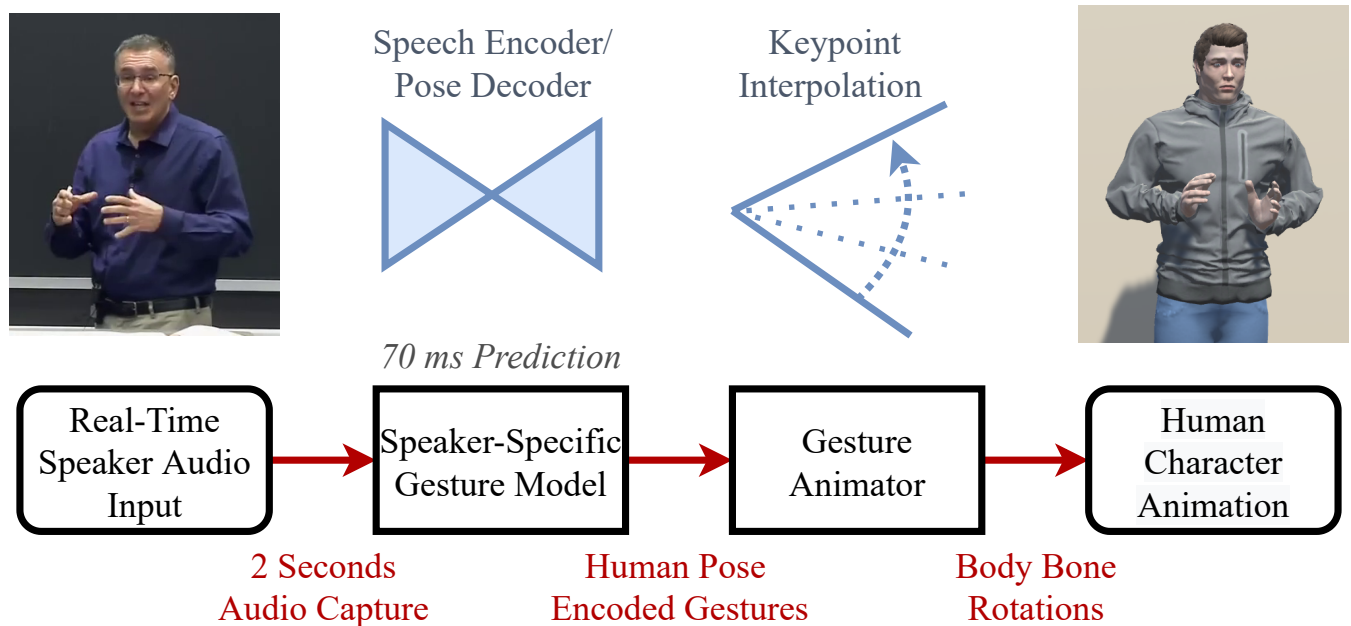 Speech Encoder/
Pose Decoder
Keypoint
Interpolation
70 ms Prediction
Real-Time
Speaker Audio
Input
Speaker-Specific
Gesture Model
Gesture
Animator
Human
Character
Animation
2 Seconds
Audio Capture
Human Pose
Encoded Gestures
Body Bone
Rotations